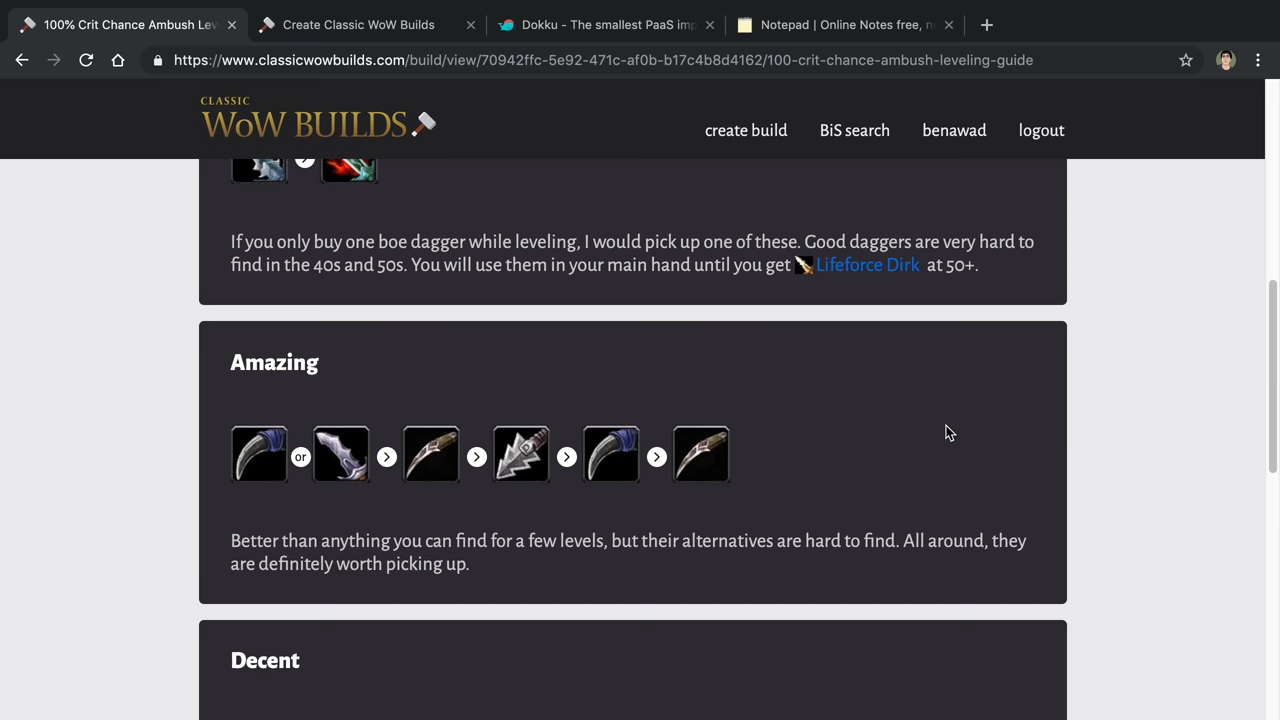 100% Crit Chance Ambush Lev
Create Classic WoW Builds
Dokku - The smallest PaaS imp
Notepad | Online Notes free, n
https://www.classicwowbuilds.com/build/view/70942ffc-5e92-471c-af0b-b17c4b8d4162/100-crit-chance-ambush-leveling-guide
CLASSIC
WoW BUILDS
create build
BiS search
benawad
logout
If you only buy one boe dagger while leveling, I would pick up one of these. Good daggers are very hard to
find in the 40s and 50s. You will use them in your main hand until you get Lifeforce Dirk at 50+.
Amazing
or
Better than anything you can find for a few levels, but their alternatives are hard to find. All around, they
are definitely worth picking up.
Decent